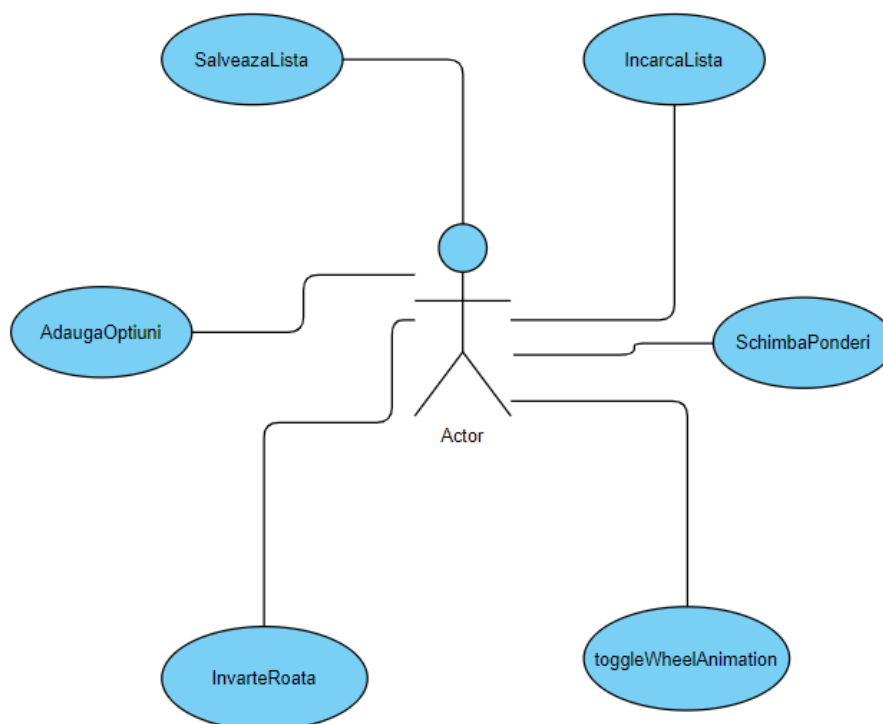 SalveazaLista
IncarcaLista
AdaugaOptiuni
SchimbaPonderi
Actor
InvarteRoata
toggleWheelAnimation